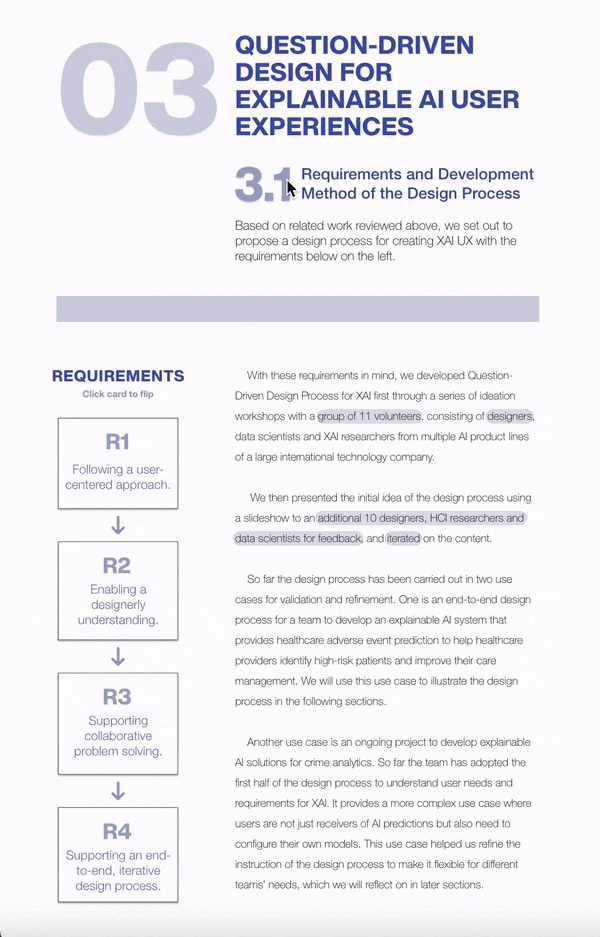 03
QUESTION-DRIVEN
DESIGN FOR
EXPLAINABLE AI USER
EXPERIENCES
3.1
Requirements and Development
Method of the Design Process
Based on related work reviewed above, we set out to
propose a design process for creating XAI UX with the
requirements below on the left.
REQUIREMENTS
Click card to flip
R1
Following a user-
centered approach.
R2
Enabling a
designerly
understanding.
R3
Supporting
collaborative
problem solving.
R4
Supporting an end-
to-end, iterative
design process.
With these requirements in mind, we developed Question-
Driven Design Process for XAI first through a series of ideation
workshops with a group of 11 volunteers, consisting of designers,
data scientists and XAI researchers from multiple AI product lines
of a large international technology company.
We then presented the initial idea of the design process using
a slideshow to an additional 10 designers, HCI researchers and
data scientists for feedback, and iterated on the content.
So far the design process has been carried out in two use
cases for validation and refinement. One is an end-to-end design
process for a team to develop an explainable AI system that
provides healthcare adverse event prediction to help healthcare
providers identify high-risk patients and improve their care
management. We will use this use case to illustrate the design
process in the following sections.
Another use case is an ongoing project to develop explainable
AI solutions for crime analytics. So far the team has adopted the
first half of the design process to understand user needs and
requirements for XAI. It provides a more complex use case where
users are not just receivers of AI predictions but also need to
configure their own models. This use case helped us refine the
instruction of the design process to make it flexible for different
teams' needs, which we will reflect on in later sections.